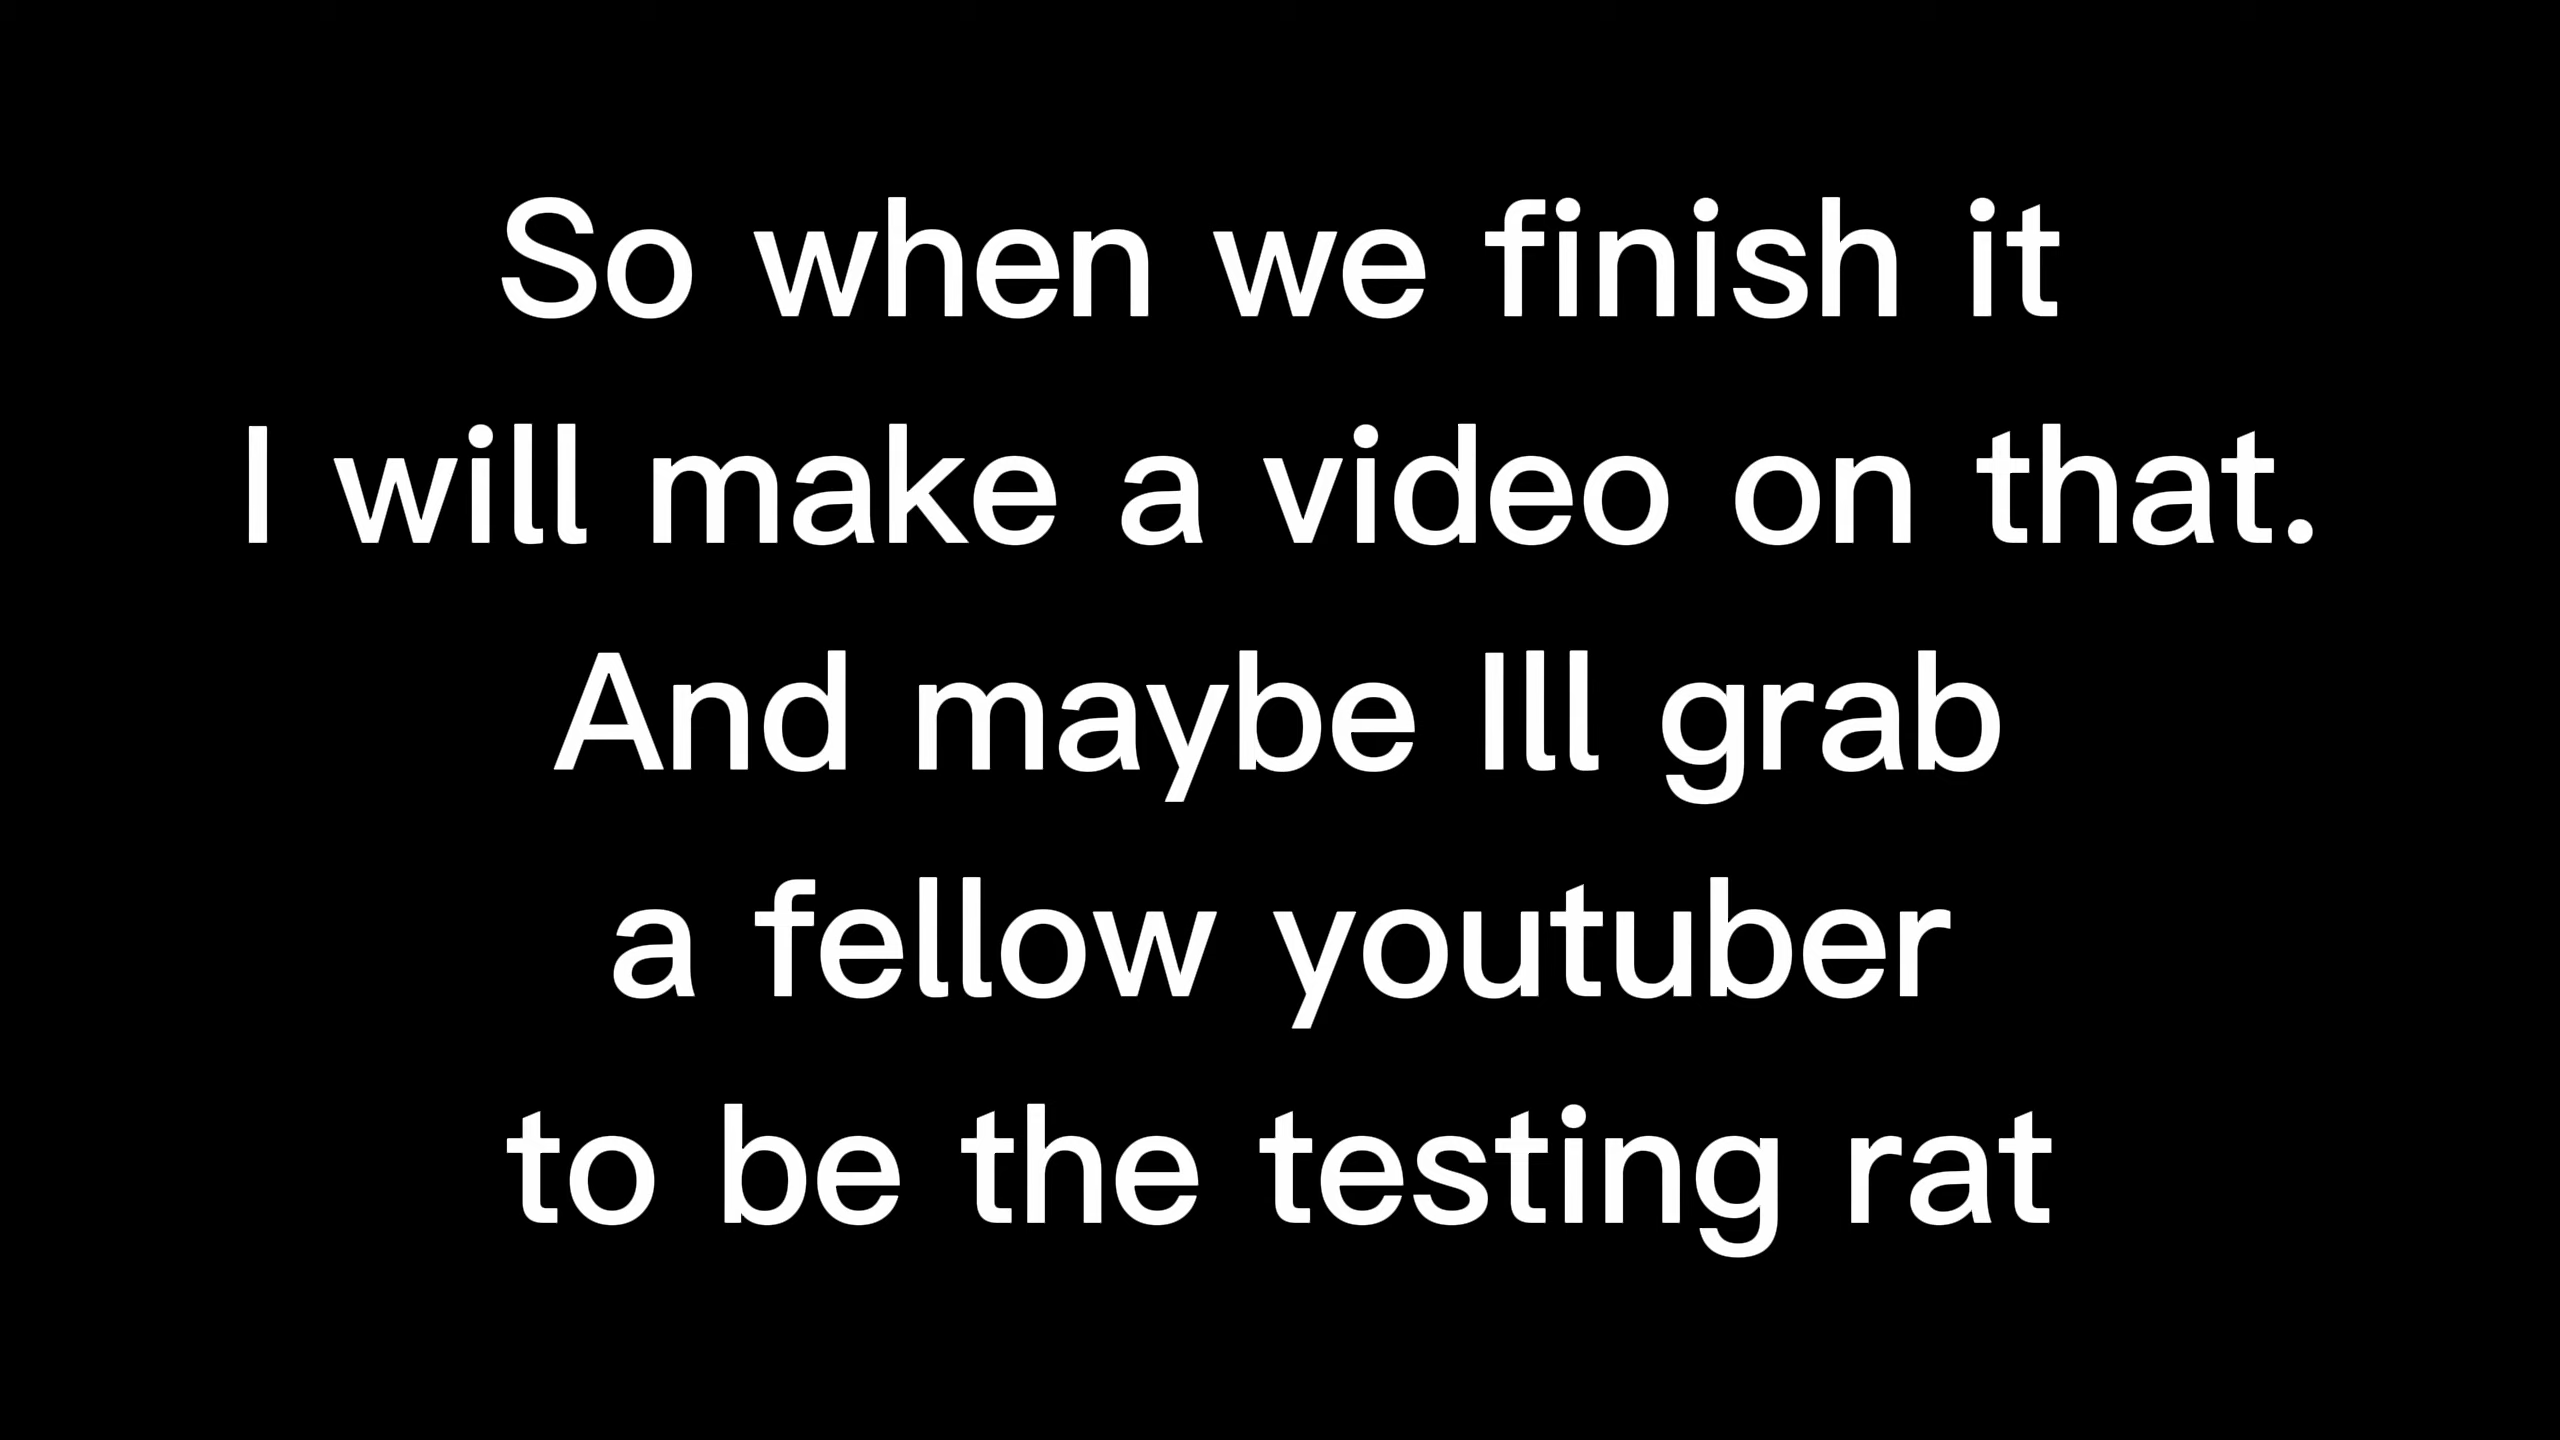 So when we finish it
I will make a video on that.
And maybe Ill grab
a fellow youtuber
to be the testing rat